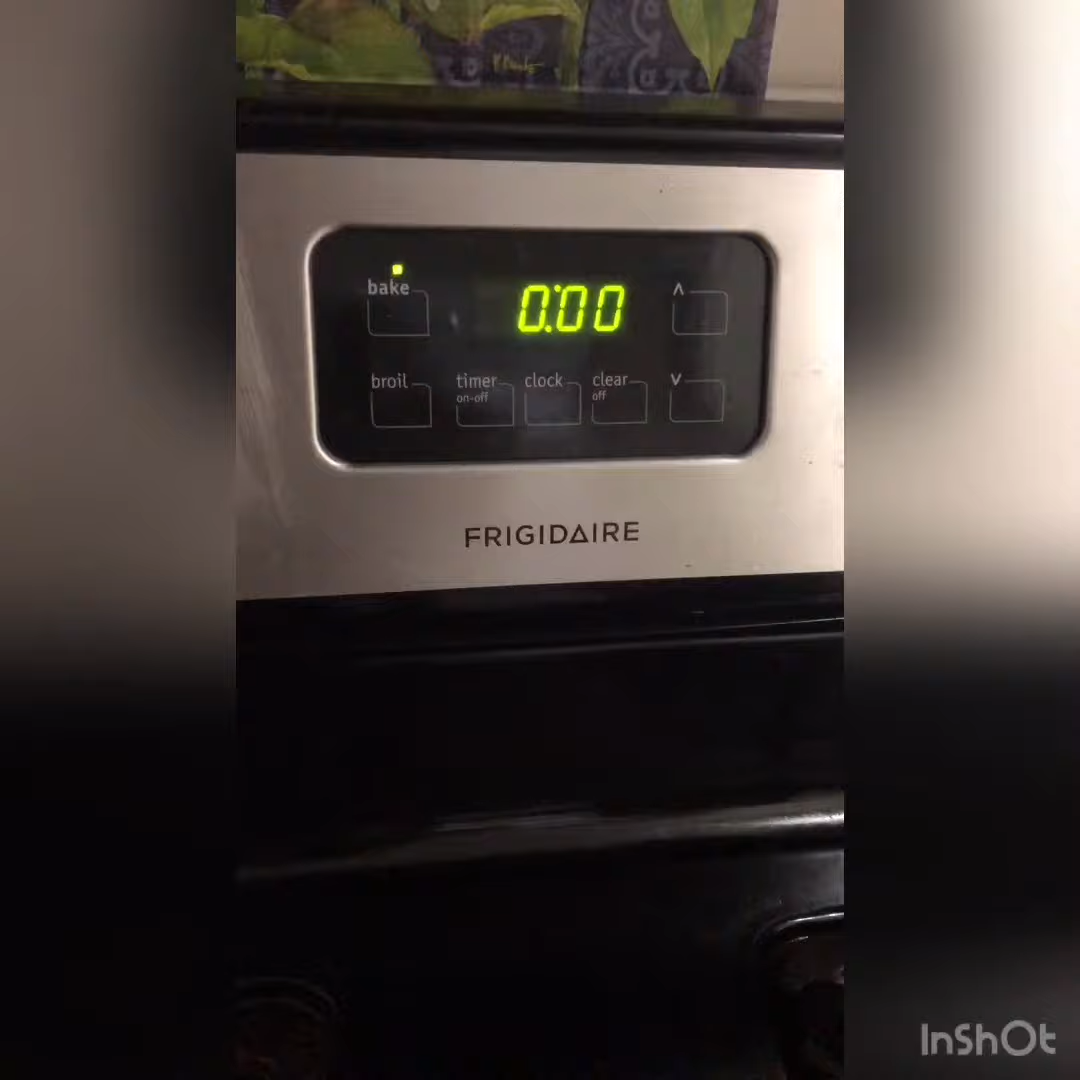 bake
0:00
^
broil
timer
on-off
clock
clear
off
v
FRIGIDAIRE
InShOt